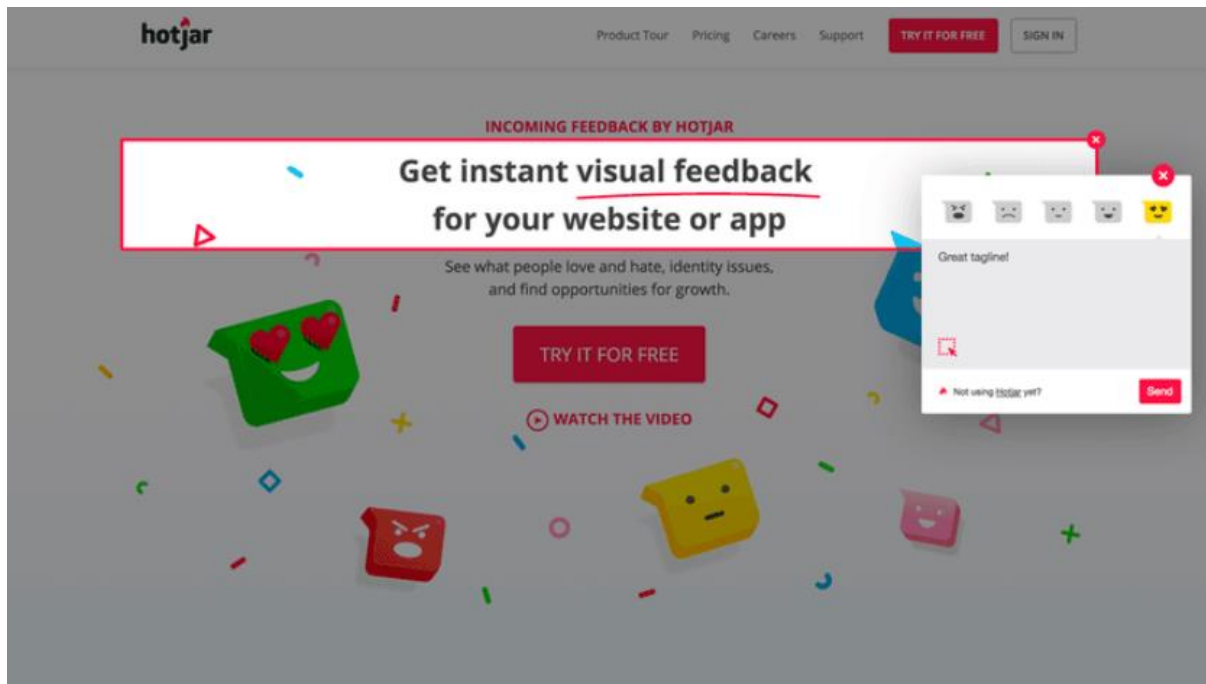 hotjar
Product Tour Pricing Careers Support TRY IT FOR FREE SIGN IN
INCOMING FEEDBACK BY HOTJAR
Get instant visual feedback
for your website or app
See what people love and hate, identity issues,
and find opportunities for growth.
TRY IT FOR FREE
WATCH THE VIDEO
Great tagline!
Not using Hotjar yet? Send